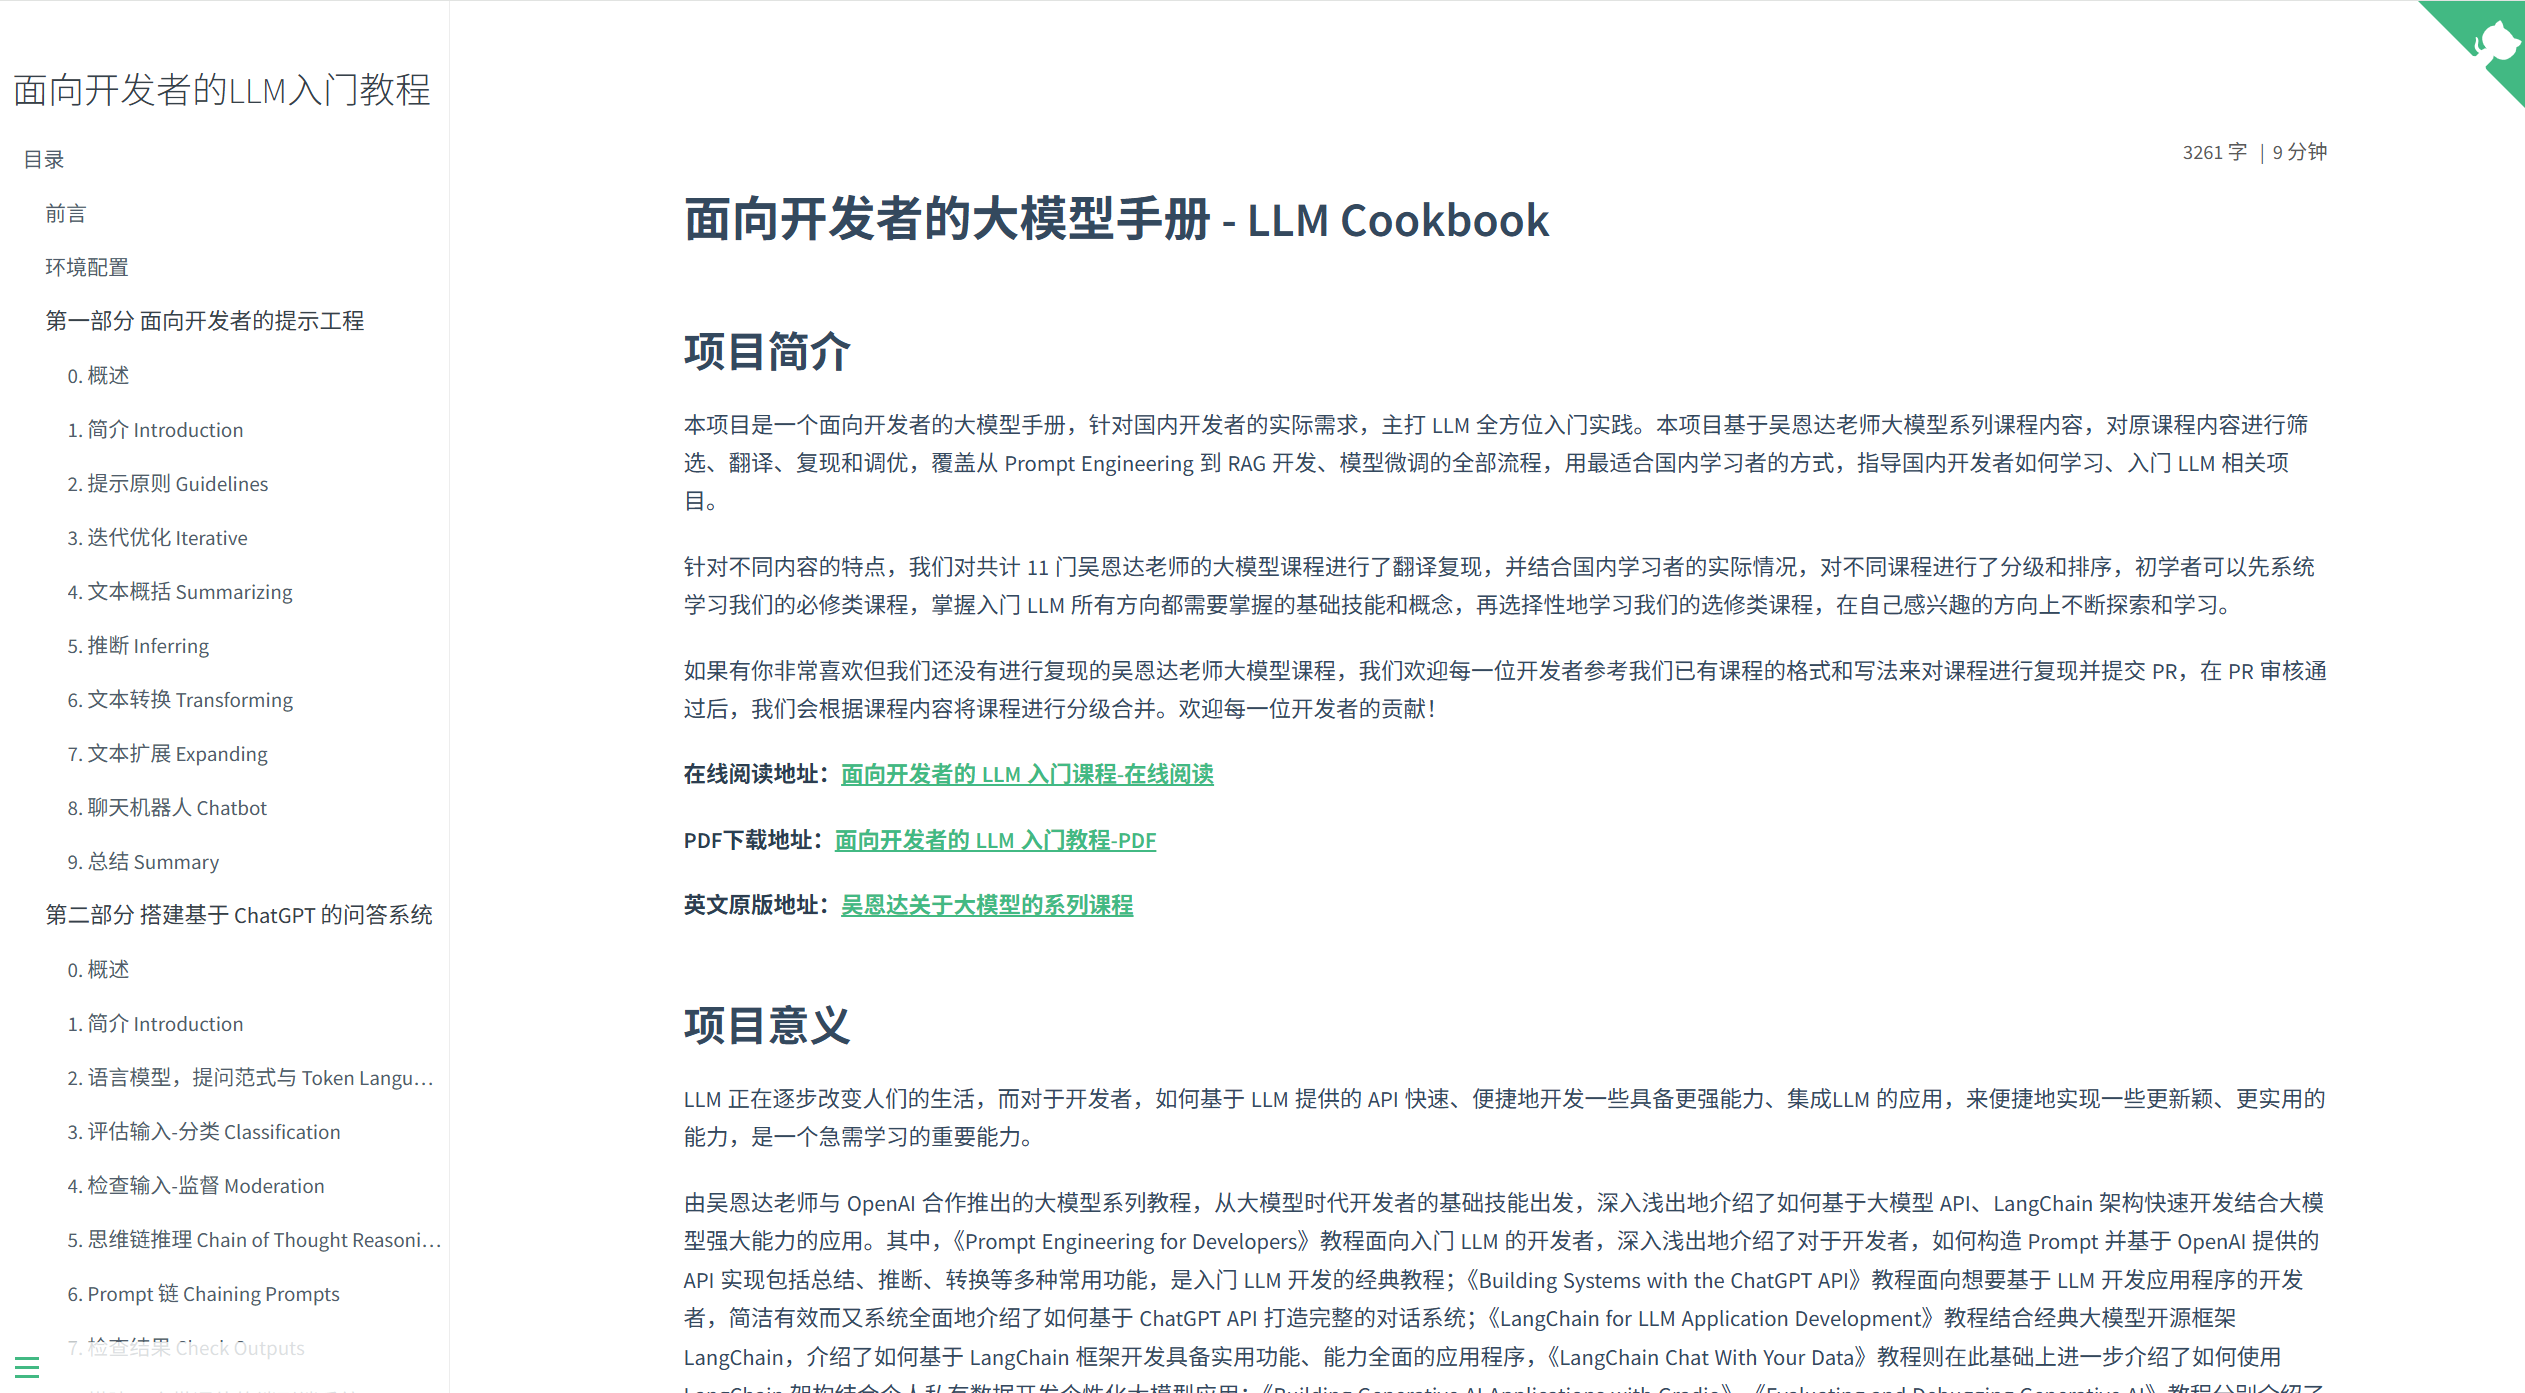 面向开发者的LLM入门教程
目录
前言
环境配置
第一部分 面向开发者的提示工程
0. 概述
1. 简介 Introduction
2. 提示原则 Guidelines
3. 迭代优化 Iterative
4. 文本概括 Summarizing
5. 推断 Inferring
6. 文本转换 Transforming
7. 文本扩展 Expanding
8. 聊天机器人 Chatbot
9. 总结 Summary
第二部分 搭建基于 ChatGPT 的问答系统
0. 概述
1. 简介 Introduction
2. 语言模型，提问范式与 Token Langu…
3. 评估输入-分类 Classification
4. 检查输入-监督 Moderation
5. 思维链推理 Chain of Thought Reasoni…
6. Prompt 链 Chaining Prompts
7. 检查结果 Check Outputs
3261 字 | 9 分钟
面向开发者的大模型手册 - LLM Cookbook
项目简介
本项目是一个面向开发者的大模型手册，针对国内开发者的实际需求，主打 LLM 全方位入门实践。本项目基于吴恩达老师大模型系列课程内容，对原课程内容进行筛
选、翻译、复现和调优，覆盖从 Prompt Engineering 到 RAG 开发、模型微调的全部流程，用最适合国内学习者的方式，指导国内开发者如何学习、入门 LLM 相关项
目。
针对不同内容的特点，我们对共计 11 门吴恩达老师的大模型课程进行了翻译复现，并结合国内学习者的实际情况，对不同课程进行了分级和排序，初学者可以先系统
学习我们的必修类课程，掌握入门 LLM 所有方向都需要掌握的基础技能和概念，再选择性地学习我们的选修类课程，在自己感兴趣的方向上不断探索和学习。
如果有你非常喜欢但我们还没有进行复现的吴恩达老师大模型课程，我们欢迎每一位开发者参考我们已有课程的格式和写法来对课程进行复现并提交 PR，在 PR 审核通
过后，我们会根据课程内容将课程进行分级合并。欢迎每一位开发者的贡献！
在线阅读地址：面向开发者的 LLM 入门课程-在线阅读
PDF下载地址：面向开发者的 LLM 入门教程-PDF
英文原版地址：吴恩达关于大模型的系列课程
项目意义
LLM 正在逐步改变人们的生活，而对于开发者，如何基于 LLM 提供的 API 快速、便捷地开发一些具备更强能力、集成LLM 的应用，来便捷地实现一些更新颖、更实用的
能力，是一个急需学习的重要能力。
由吴恩达老师与 OpenAI 合作推出的大模型系列教程，从大模型时代开发者的基础技能出发，深入浅出地介绍了如何基于大模型 API、LangChain 架构快速开发结合大模
型强大能力的应用。其中，《Prompt Engineering for Developers》教程面向入门 LLM 的开发者，深入浅出地介绍了对于开发者，如何构造 Prompt 并基于 OpenAI 提供的
API 实现包括总结、推断、转换等多种常用功能，是入门 LLM 开发的经典教程；《Building Systems with the ChatGPT API》教程面向想要基于 LLM 开发应用程序的开发
者，简洁有效而又系统全面地介绍了如何基于 ChatGPT API 打造完整的对话系统；《LangChain for LLM Application Development》教程结合经典大模型开源框架
LangChain，介绍了如何基于 LangChain 框架开发具备实用功能、能力全面的应用程序，《LangChain Chat With Your Data》教程则在此基础上进一步介绍了如何使用
LangChain 架构结合个人私有数据开发个性化大模型应用；《Building Generative AI Applications with Gradio》、《Evaluating and Debugging Generative AI》教程分别介绍了